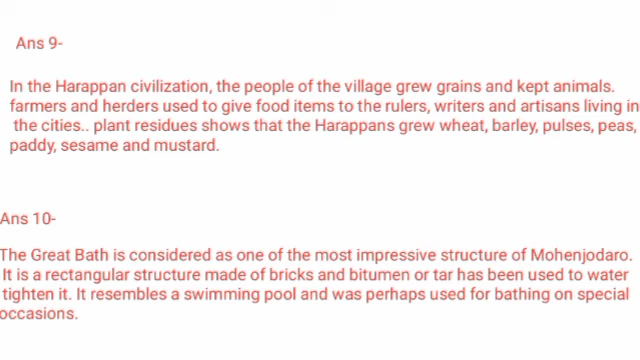 Ans 9-
In the Harappan civilization, the people of the village grew grains and kept animals.
farmers and herders used to give food items to the rulers, writers and artisans living in
the cities.. plant residues shows that the Harappans grew wheat, barley, pulses, peas,
paddy, sesame and mustard.
Ans 10-
The Great Bath is considered as one of the most impressive structure of Mohenjodaro.
It is a rectangular structure made of bricks and bitumen or tar has been used to water
tighten it. It resembles a swimming pool and was perhaps used for bathing on special
occasions.